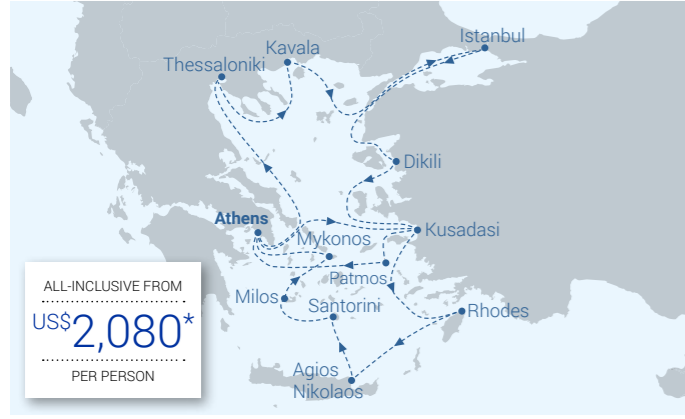 Istanbul
Kavala
Thessaloniki
Dikili
Athens
Kusadasi
Mykonos
Patmos
Milos
Santorini
Rhodes
Agios
Nikolaos
ALL-INCLUSIVE FROM
US$2,080*
PER PERSON